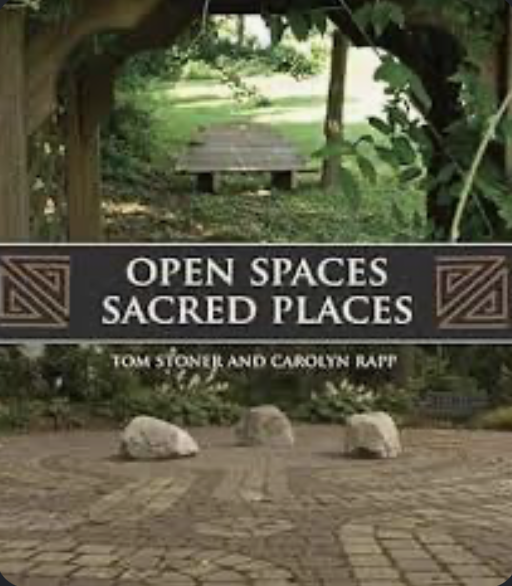 OPEN SPACES
SACRED PLACES
TOM STONER AND CAROLYN RAPP